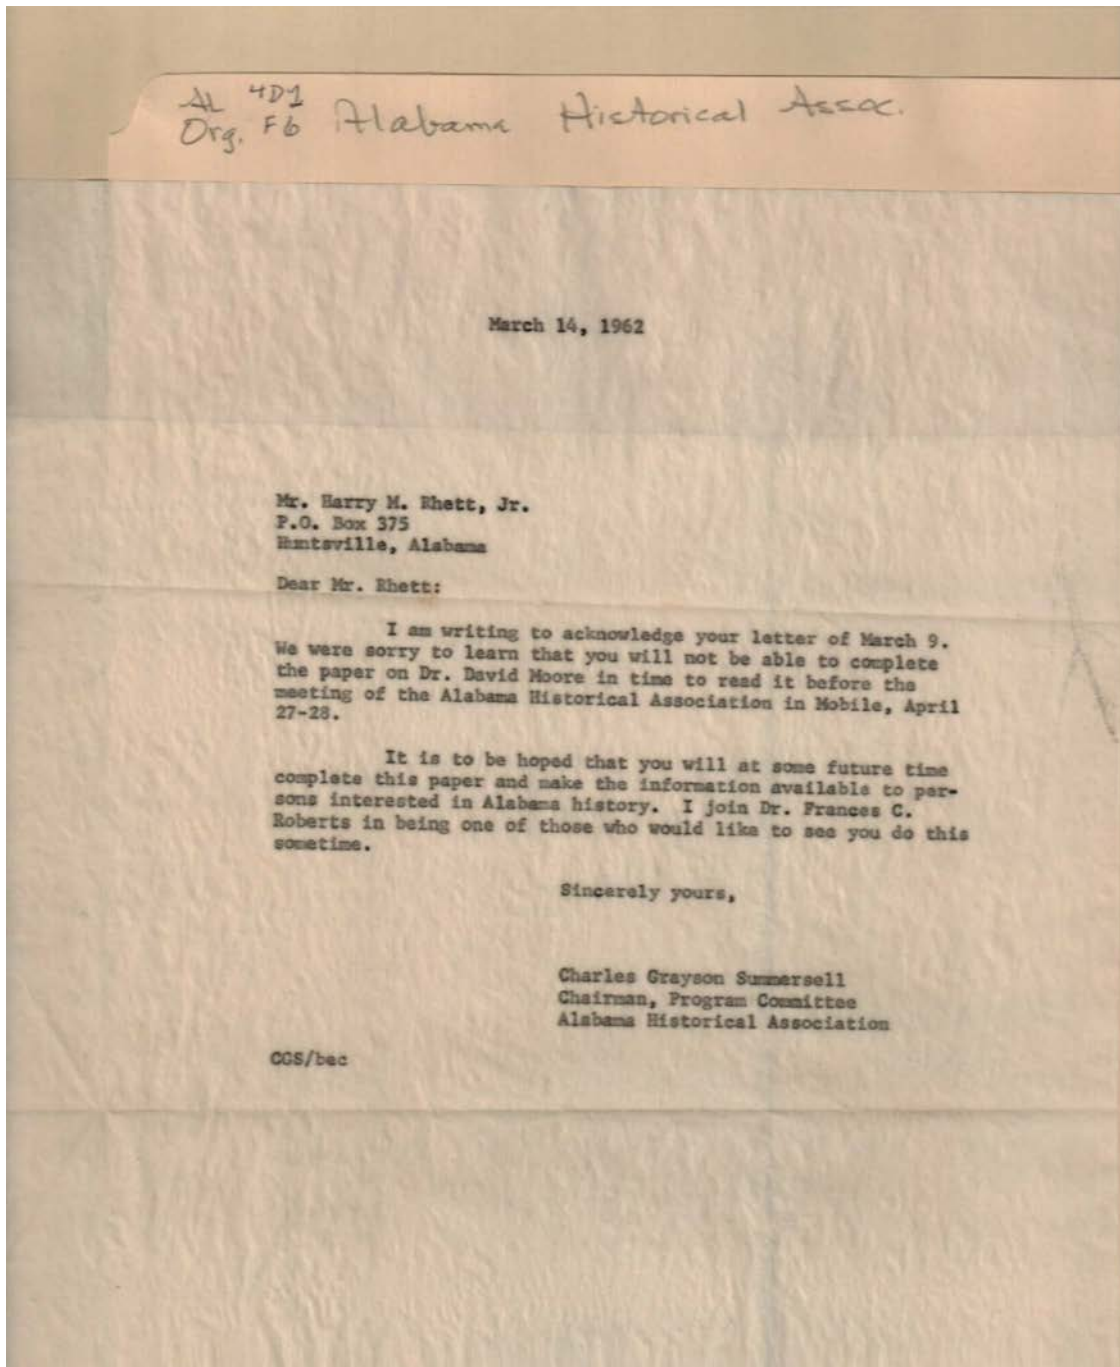 AL 4D1
Org. F6 Alabama Historical Assoc.
March 14, 1962
Mr. Harry M. Rhett, Jr.
P.O. Box 375
Huntsville, Alabama
Dear Mr. Rhett:
I am writing to acknowledge your letter of March 9.
We were sorry to learn that you will not be able to complete
the paper on Dr. David Moore in time to read it before the
meeting of the Alabama Historical Association in Mobile, April
27-28.
It is to be hoped that you will at some future time
complete this paper and make the information available to per-
sons interested in Alabama history. I join Dr. Frances C.
Roberts in being one of those who would like to see you do this
sometime.
Sincerely yours,
Charles Grayson Summersell
Chairman, Program Committee
Alabama Historical Association
CGS/bec